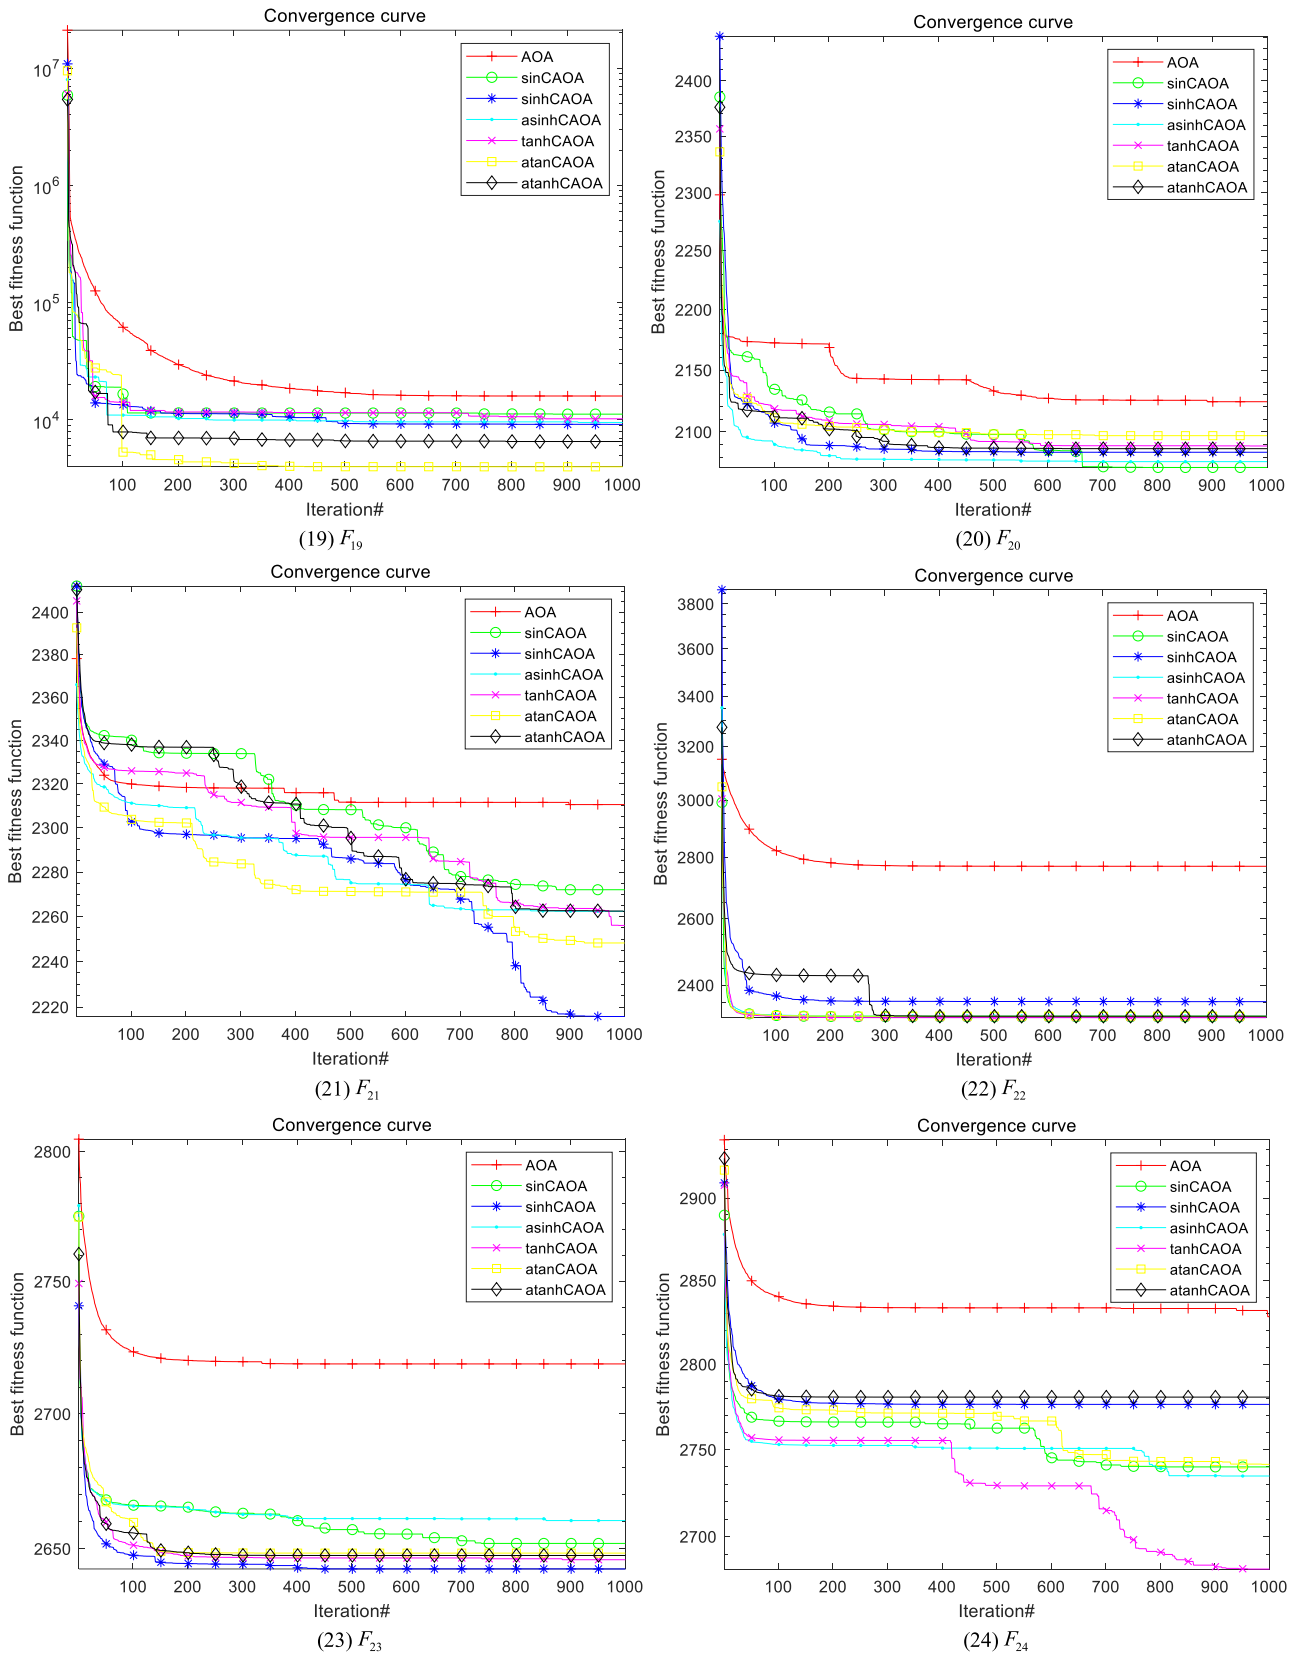 Convergence curve
Best fitness function
10^7
10^6
10^5
10^4
AOA
sinCAOA
sinhCAOA
asinhCAOA
tanhCAOA
atanCAOA
atanhCAOA
100 200 300 400 500 600 700 800 900 1000
Iteration#
(19) F19
Convergence curve
Best fitness function
2400
2350
2300
2250
2200
2150
2100
AOA
sinCAOA
sinhCAOA
asinhCAOA
tanhCAOA
atanCAOA
atanhCAOA
100 200 300 400 500 600 700 800 900 1000
Iteration#
(20) F20
Convergence curve
Best fitness function
2400
2380
2360
2340
2320
2300
2280
2260
2240
2220
AOA
sinCAOA
sinhCAOA
asinhCAOA
tanhCAOA
atanCAOA
atanhCAOA
100 200 300 400 500 600 700 800 900 1000
Iteration#
(21) F21
Convergence curve
Best fitness function
3800
3600
3400
3200
3000
2800
2600
2400
AOA
sinCAOA
sinhCAOA
asinhCAOA
tanhCAOA
atanCAOA
atanhCAOA
100 200 300 400 500 600 700 800 900 1000
Iteration#
(22) F22
Convergence curve
Best fitness function
2800
2750
2700
2650
AOA
sinCAOA
sinhCAOA
asinhCAOA
tanhCAOA
atanCAOA
atanhCAOA
100 200 300 400 500 600 700 800 900 1000
Iteration#
(23) F23
Convergence curve
Best fitness function
2900
2850
2800
2750
2700
AOA
sinCAOA
sinhCAOA
asinhCAOA
tanhCAOA
atanCAOA
atanhCAOA
100 200 300 400 500 600 700 800 900 1000
Iteration#
(24) F24